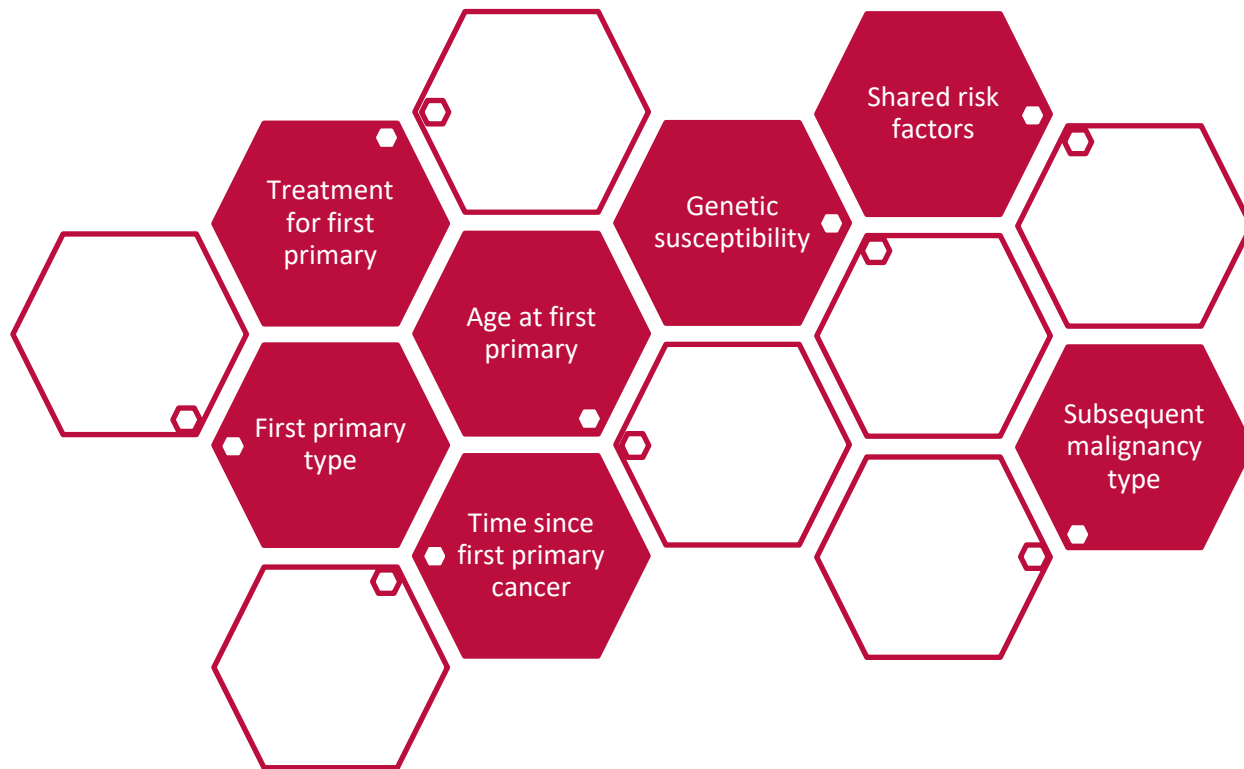 Shared risk
factors
Treatment
for first
primary
Genetic
susceptibility
Age at first
primary
First primary
type
Subsequent
malignancy
type
Time since
first primary
cancer